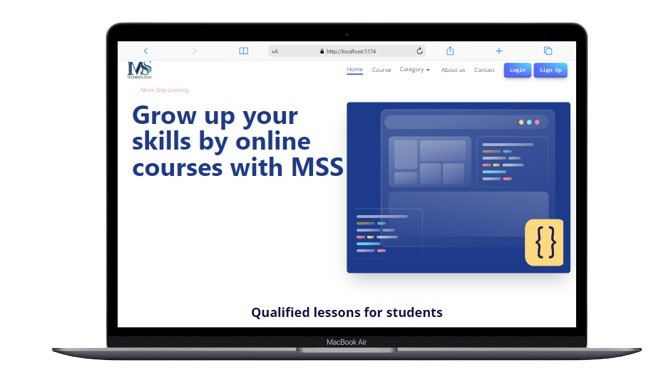 AA
http://localhost:5174
MS
TECHNOLOGY
Home Course Category About us Contact Login Sign Up
Never Stop Learning
Grow up your
skills by online
courses with MSS
{ }
Qualified lessons for students
MacBook Air